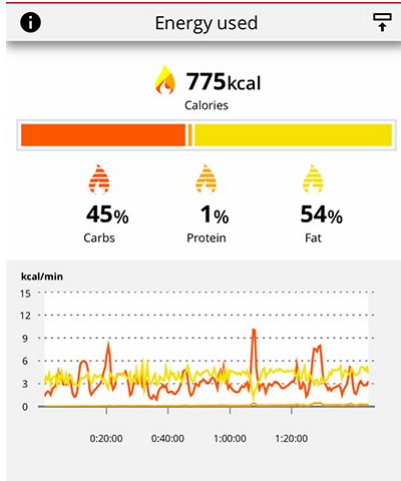 Energy used
775kcal
Calories
45% 1% 54%
Carbs Protein Fat
kcal/min
15
12
9
6
3
0
0:20:00 0:40:00 1:00:00 1:20:00